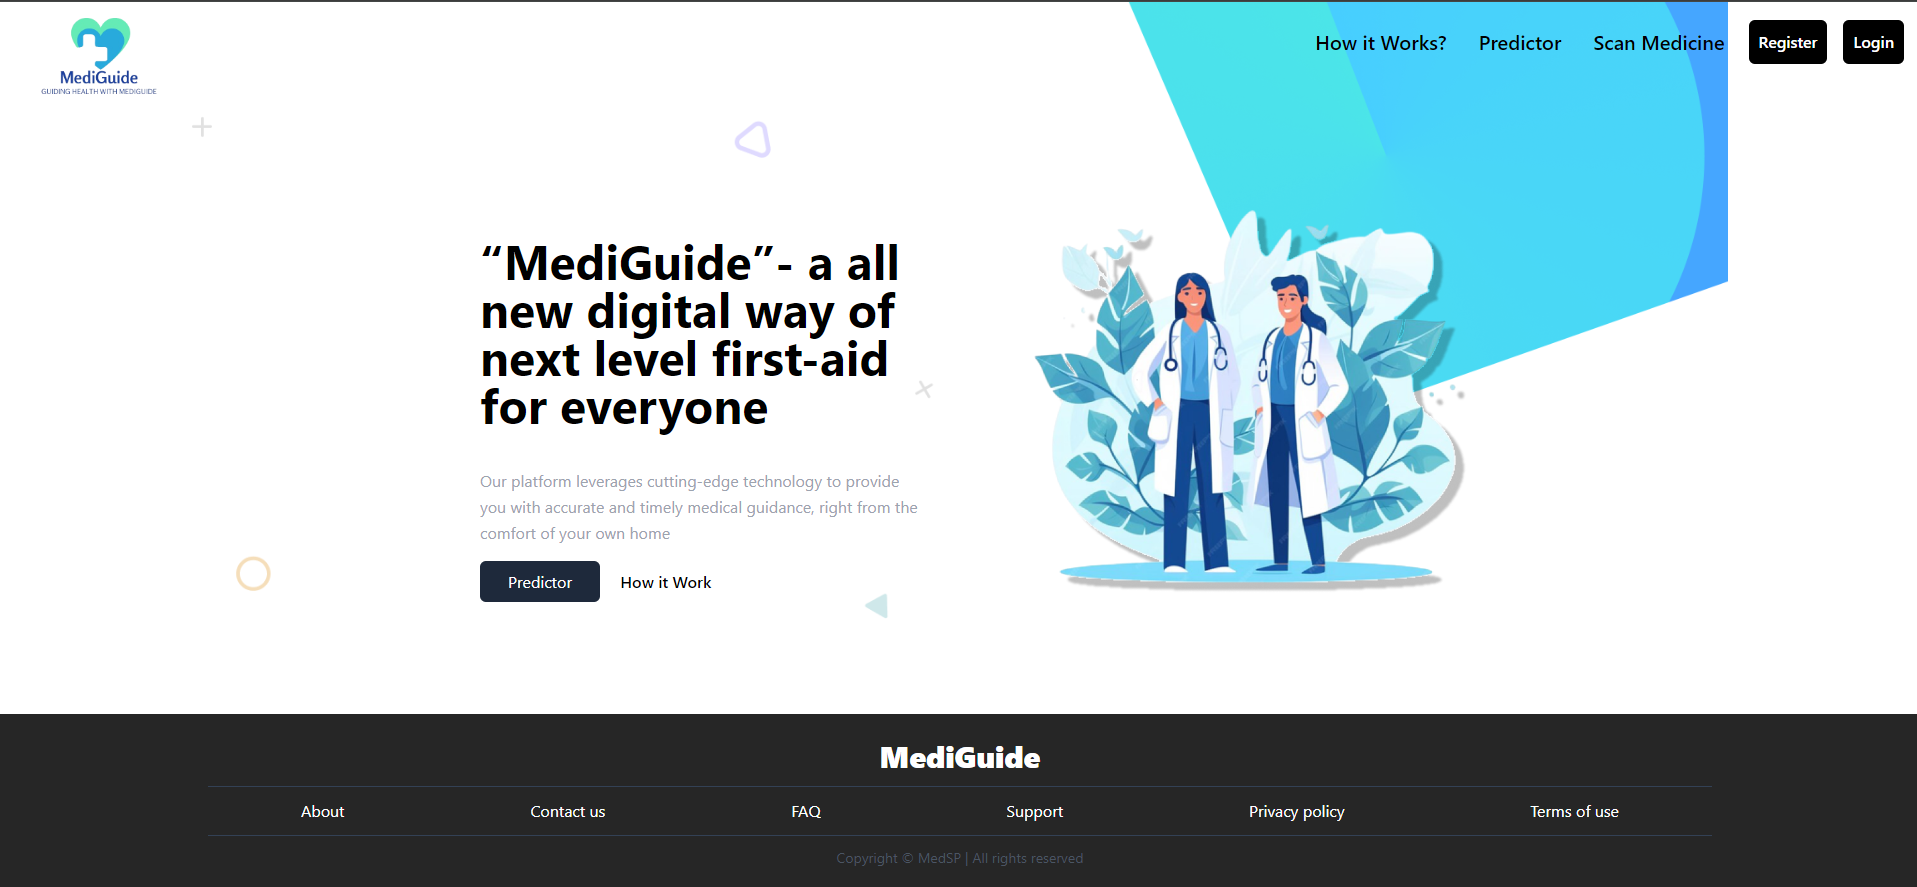 MediGuide
GUIDING HEALTH WITH MEDIGUIDE
How it Works?
Predictor
Scan Medicine
Register
Login
“MediGuide”- a all
new digital way of
next level first-aid
for everyone
Our platform leverages cutting-edge technology to provide
you with accurate and timely medical guidance, right from the
comfort of your own home
Predictor
How it Work
MediGuide
About
Contact us
FAQ
Support
Privacy policy
Terms of use
Copyright © MedSP | All rights reserved